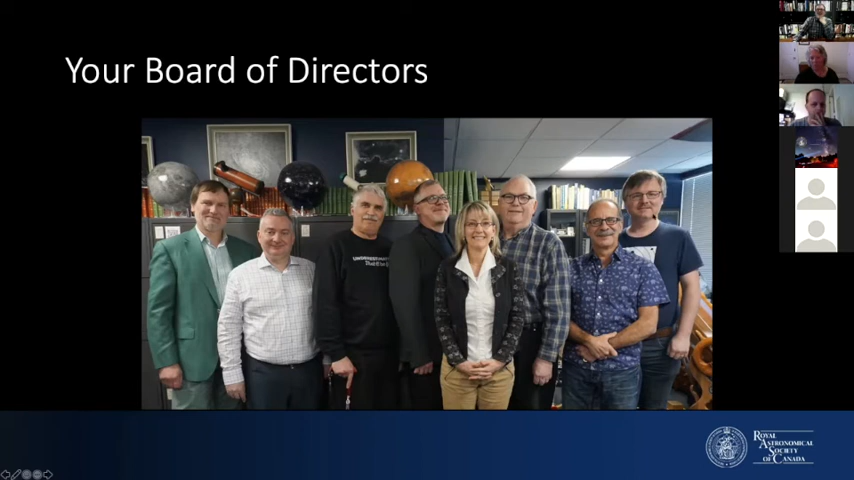 Your Board of Directors
ROYAL
ASTRONOMICAL
SOCIETY
OF CANADA